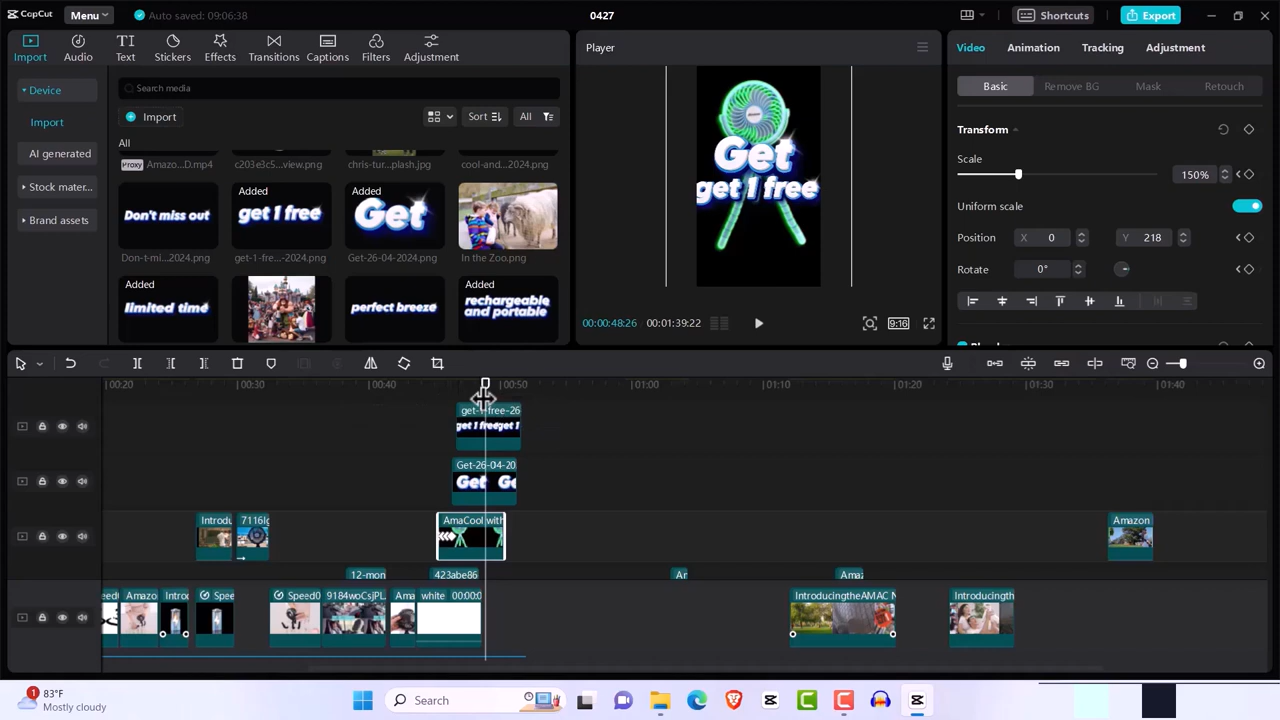 CapCut
Menu
Auto saved: 09:06:38
0427
Shortcuts
Export
Import
Audio
Text
Stickers
Effects
Transitions
Captions
Filters
Adjustment
Device
Import
AI generated
Stock mater...
Brand assets
Search media
Import
Sort
All
All
Proxy
Amazo...D.mp4
c203e3c5...view.png
chris-tur...plash.jpg
cool-and...2024.png
Don't miss out
Added
get 1 free
Added
Get
Don-t-mi...2024.png
get-1-fre...-2024.png
Get-26-04-2024.png
In the Zoo.png
Added
limited time
perfect breeze
Added
rechargeable
and portable
Player
Get
get 1 free
00:00:48:26
00:01:39:22
9:16
Video
Animation
Tracking
Adjustment
Basic
Remove BG
Mask
Retouch
Transform
Scale
150%
Uniform scale
Position
X
0
Y
218
Rotate
0°
00:20
00:30
00:40
00:50
01:00
01:10
01:20
01:30
01:40
get-1-free-26
get 1 free
get 1
Get-26-04-20
Get
Introdu
7116Ig
AmaCool with
Amazon
12-mon
423abe86
Ar
Amaz
Amazo
Introc
Spee
Speed0
9184woCsjPL.
Ama
white
00:00:0
IntroducingtheAMAC N
Introducingth
1
83°F
Mostly cloudy
Search